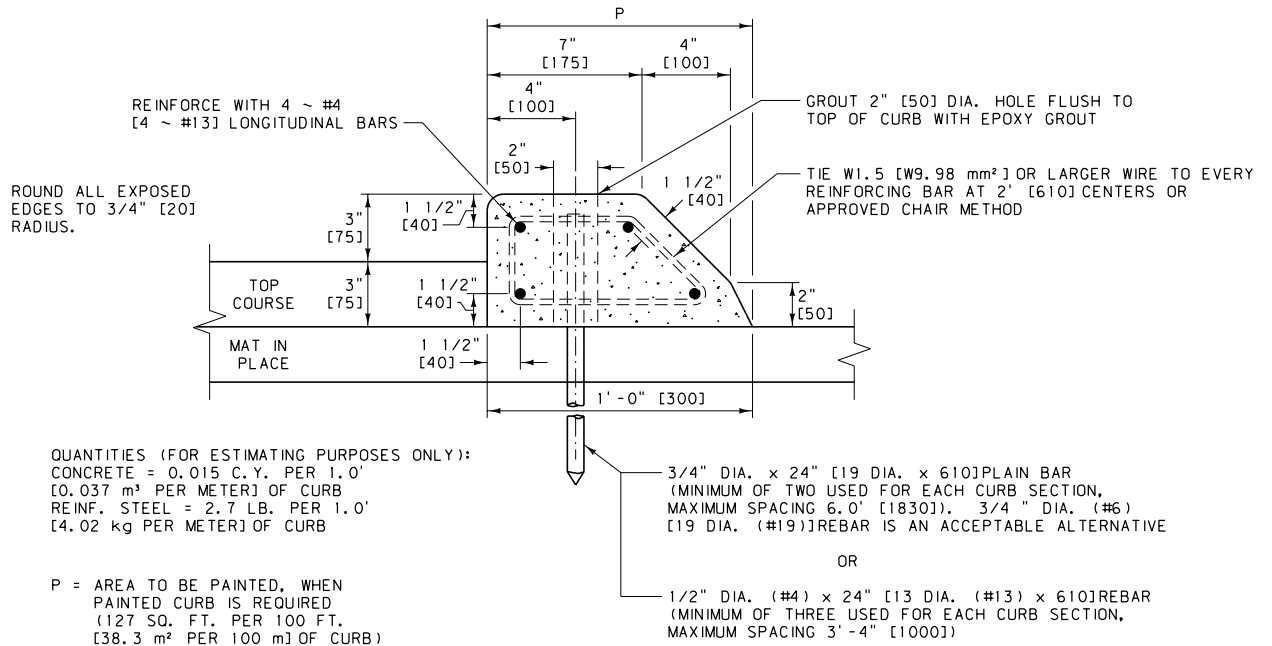 P
7"
[175]
4"
[100]
4"
[100]
2"
[50]
REINFORCE WITH 4 ~ #4
[4 ~ #13] LONGITUDINAL BARS
GROUT 2" [50] DIA. HOLE FLUSH TO
TOP OF CURB WITH EPOXY GROUT
ROUND ALL EXPOSED
EDGES TO 3/4" [20]
RADIUS.
1 1/2"
[40]
TIE W1.5 [W9.98 mm²] OR LARGER WIRE TO EVERY
REINFORCING BAR AT 2' [610] CENTERS OR
APPROVED CHAIR METHOD
3"
[75]
1 1/2"
[40]
TOP
COURSE
3"
[75]
1 1/2"
[40]
2"
[50]
MAT IN
PLACE
1 1/2"
[40]
1'-0" [300]
QUANTITIES (FOR ESTIMATING PURPOSES ONLY):
CONCRETE = 0.015 C.Y. PER 1.0'
[0.037 m³ PER METER] OF CURB
REINF. STEEL = 2.7 LB. PER 1.0'
[4.02 kg PER METER] OF CURB
3/4" DIA. x 24" [19 DIA. x 610]PLAIN BAR
(MINIMUM OF TWO USED FOR EACH CURB SECTION,
MAXIMUM SPACING 6.0' [1830]). 3/4 " DIA. (#6)
[19 DIA. (#19)]REBAR IS AN ACCEPTABLE ALTERNATIVE
OR
1/2" DIA. (#4) x 24" [13 DIA. (#13) x 610]REBAR
(MINIMUM OF THREE USED FOR EACH CURB SECTION,
MAXIMUM SPACING 3'-4" [1000])
P = AREA TO BE PAINTED, WHEN
PAINTED CURB IS REQUIRED
(127 SQ. FT. PER 100 FT.
[38.3 m² PER 100 m] OF CURB)